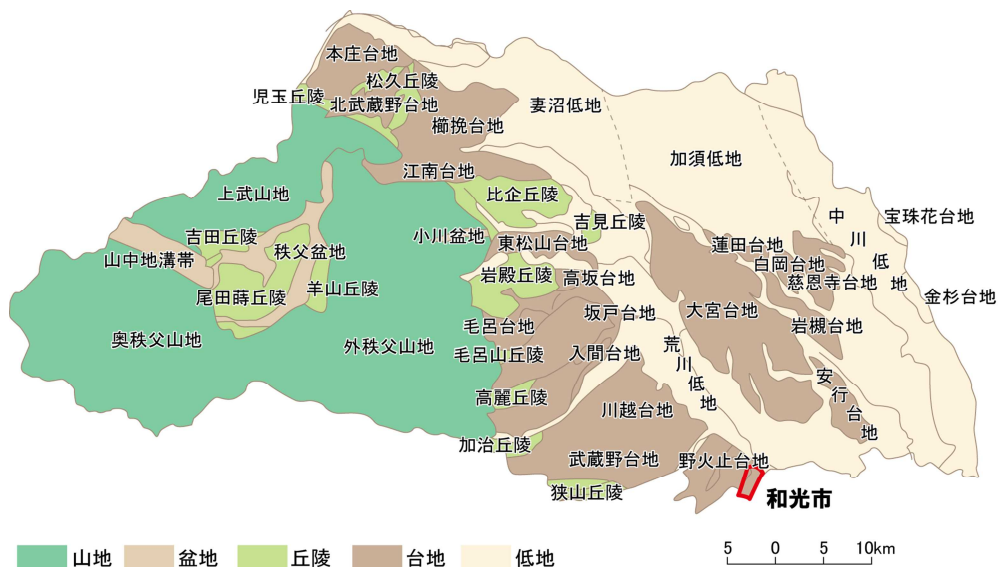 本庄台地
松久丘陵
児玉丘陵
北武蔵野台地
櫛挽台地
妻沼低地
加須低地
江南台地
上武山地
比企丘陵
吉見丘陵
中川低地
宝珠花台地
吉田丘陵
秩父盆地
小川盆地
東松山台地
蓮田台地
白岡台地
山中地溝帯
岩殿丘陵
高坂台地
慈恩寺台地
尾田蒔丘陵
羊山丘陵
金杉台地
毛呂台地
坂戸台地
大宮台地
岩槻台地
奥秩父山地
外秩父山地
毛呂山丘陵
入間台地
荒川低地
高麗丘陵
川越台地
安行台地
加治丘陵
武蔵野台地
野火止台地
狭山丘陵
和光市
山地
盆地
丘陵
台地
低地
5 0 5 10km